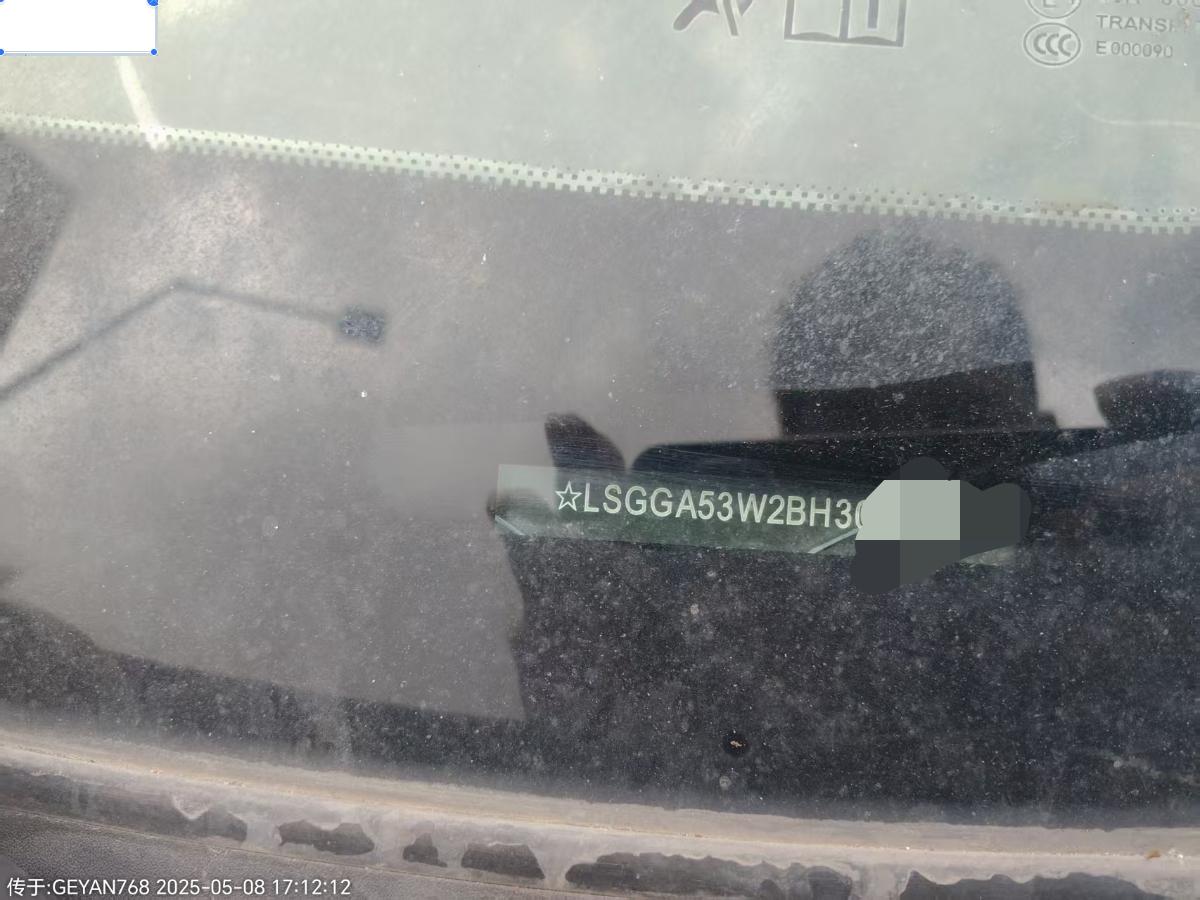 TRANSP
E000090
☆LSGGA53W2BH3
传于:GEYAN768 2025-05-08 17:12:12